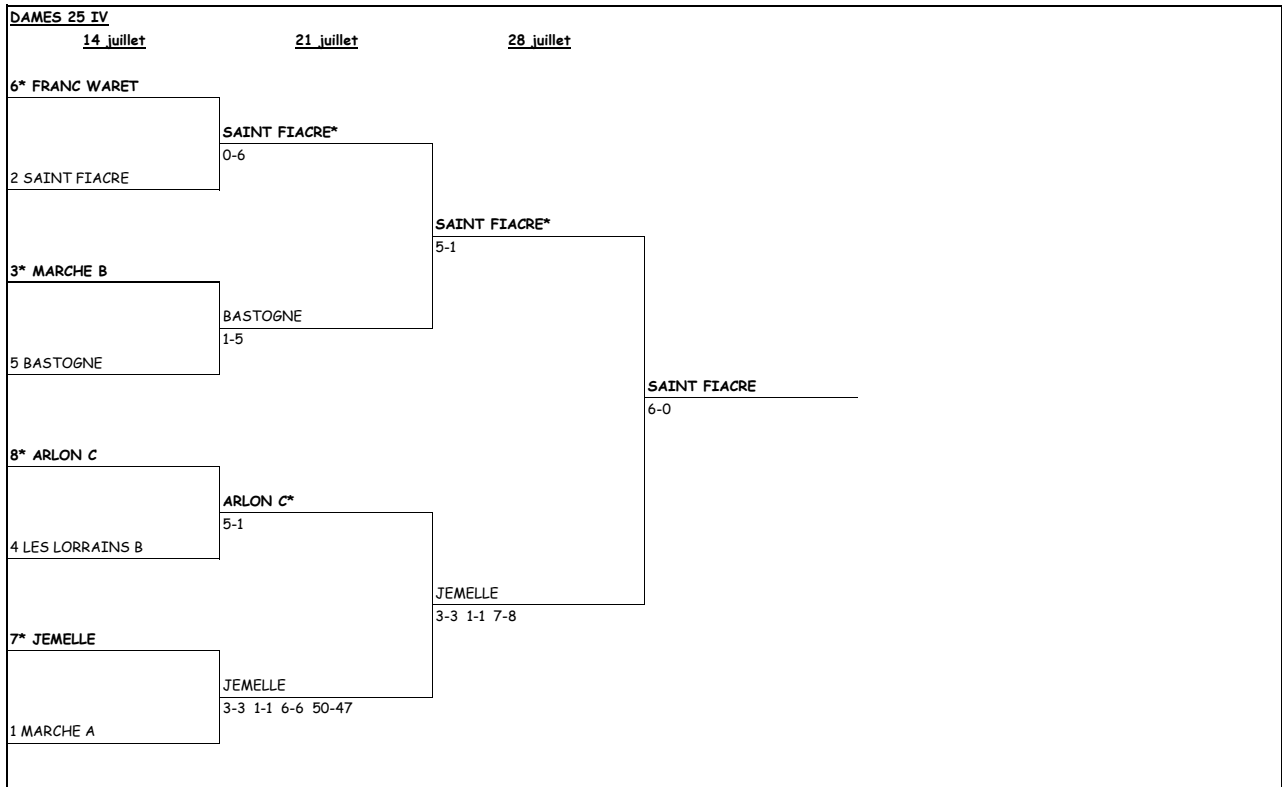 DAMES 25 IV
14 juillet 21 juillet 28 juillet
6* FRANC WARET
SAINT FIACRE*
0-6
2 SAINT FIACRE
SAINT FIACRE*
5-1
3* MARCHE B
BASTOGNE
1-5
5 BASTOGNE
SAINT FIACRE
6-0
8* ARLON C
ARLON C*
5-1
4 LES LORRAINS B
JEMELLE
3-3 1-1 7-8
7* JEMELLE
JEMELLE
3-3 1-1 6-6 50-47
1 MARCHE A